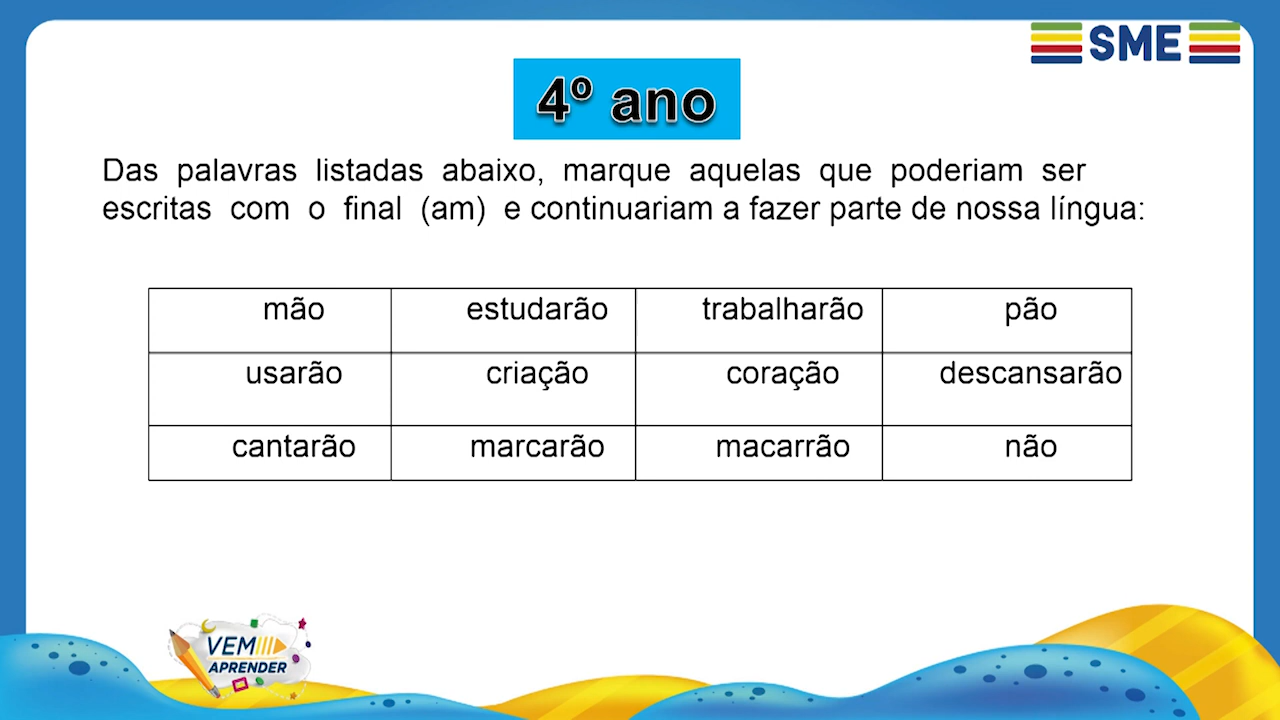 SME
4º ano
Das palavras listadas abaixo, marque aquelas que poderiam ser
escritas com o final (am) e continuariam a fazer parte de nossa língua:
mão estudarão trabalharão pão
usarão criação coração descansarão
cantarão marcarão macarrão não
VEM
APRENDER